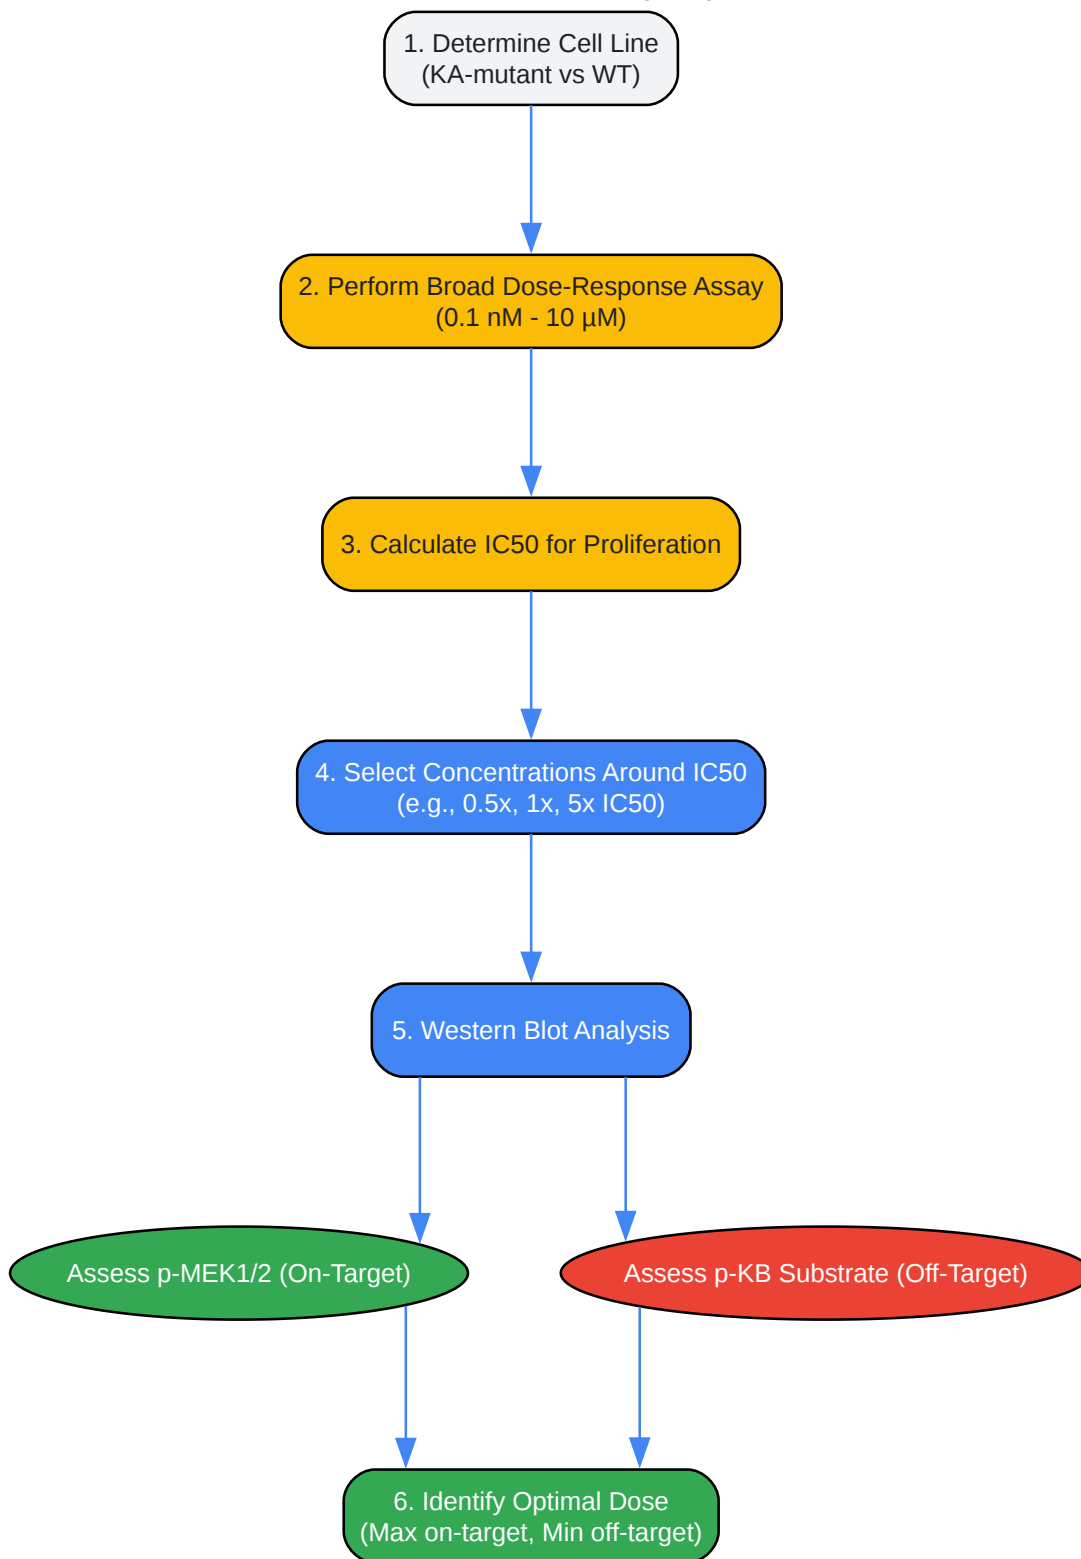 1. Determine Cell Line
(KA-mutant vs WT)
2. Perform Broad Dose-Response Assay
(0.1 nM - 10 µM)
3. Calculate IC50 for Proliferation
4. Select Concentrations Around IC50
(e.g., 0.5x, 1x, 5x IC50)
5. Western Blot Analysis
Assess p-MEK1/2 (On-Target)
Assess p-KB Substrate (Off-Target)
6. Identify Optimal Dose
(Max on-target, Min off-target)